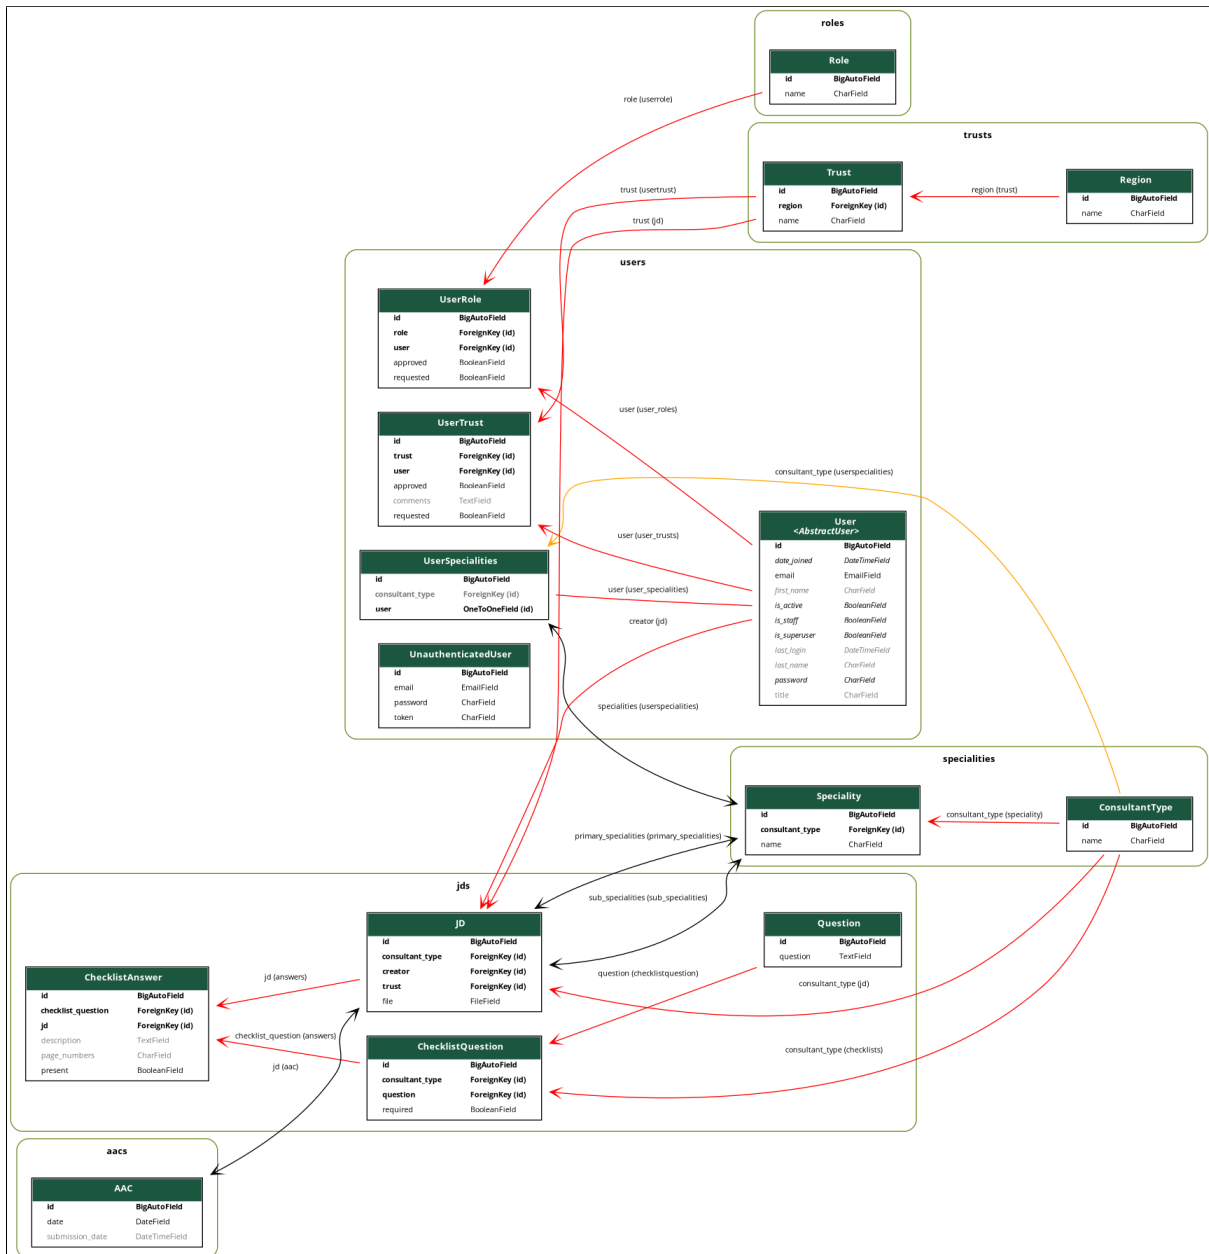 roles
Role
id BigAutoField
name CharField
role (userrole)
trusts
Trust
id BigAutoField
region ForeignKey (id)
name CharField
region (trust)
Region
id BigAutoField
name CharField
trust (usertrust)
trust (jd)
users
UserRole
id BigAutoField
role ForeignKey (id)
user ForeignKey (id)
approved BooleanField
requested BooleanField
user (user_roles)
UserTrust
id BigAutoField
trust ForeignKey (id)
user ForeignKey (id)
approved BooleanField
comments TextField
requested BooleanField
consultant_type (userspecialities)
user (user_trusts)
User
<AbstractUser>
id BigAutoField
date_joined DateTimeField
email EmailField
first_name CharField
is_active BooleanField
is_staff BooleanField
is_superuser BooleanField
last_login DateTimeField
last_name CharField
password CharField
title CharField
UserSpecialities
id BigAutoField
consultant_type ForeignKey (id)
user OneToOneField (id)
user (user_specialities)
creator (jd)
UnauthenticatedUser
id BigAutoField
email EmailField
password CharField
token CharField
specialities (userspecialities)
specialities
Speciality
id BigAutoField
consultant_type ForeignKey (id)
name CharField
consultant_type (speciality)
ConsultantType
id BigAutoField
name CharField
primary_specialities (primary_specialities)
jds
sub_specialities (sub_specialities)
JD
id BigAutoField
consultant_type ForeignKey (id)
creator ForeignKey (id)
trust ForeignKey (id)
file FileField
Question
id BigAutoField
question TextField
question (checklistquestion)
consultant_type (jd)
ChecklistAnswer
id BigAutoField
checklist_question ForeignKey (id)
jd ForeignKey (id)
description TextField
page_numbers CharField
present BooleanField
jd (answers)
checklist_question (answers)
jd (aac)
ChecklistQuestion
id BigAutoField
consultant_type ForeignKey (id)
question ForeignKey (id)
required BooleanField
consultant_type (checklists)
aacs
AAC
id BigAutoField
date DateField
submission_date DateTimeField